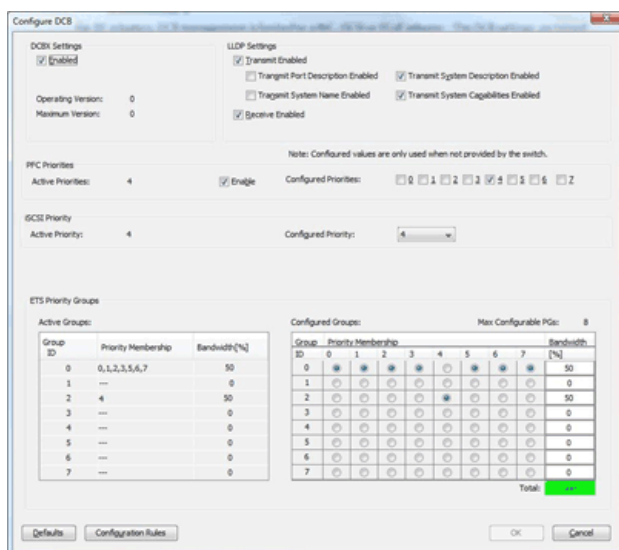 Configure DCB
DCBX Settings
Enabled
Operating Version: 0
Maximum Version: 0
LLDP Settings
Transmit Enabled
Transmit Port Description Enabled
Transmit System Description Enabled
Transmit System Name Enabled
Transmit System Capabilities Enabled
Receive Enabled
Note: Configured values are only used when not provided by the switch.
PFC Priorities
Active Priorities: 4
Enable
Configured Priorities: 0 1 2 3 4 5 6 7
iSCSI Priority
Active Priority: 4
Configured Priority: 4
ETS Priority Groups
Active Groups:
Group ID Priority Membership Bandwidth[%]
0 0,1,2,3,5,6,7 50
1 --- 0
2 4 50
3 --- 0
4 --- 0
5 --- 0
6 --- 0
7 --- 0
Configured Groups: Max Configurable PGs: 8
Group Priority Membership Bandwidth
ID 0 1 2 3 4 5 6 7 [%]
0 50
1 0
2 50
3 0
4 0
5 0
6 0
7 0
Total:
Defaults
Configuration Rules
OK
Cancel